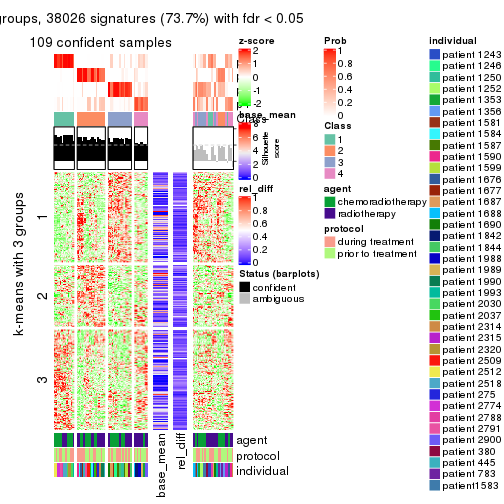 groups, 38026 signatures (73.7%) with fdr < 0.05
109 confident samples
k-means with 3 groups
1
2
3
Class
Silhouette
score
agent
protocol
individual
base_mean
rel_diff
z-score
2
1
0
-1
-2
base_mean
8
6
4
2
0
rel_diff
1
0.8
0.6
0.4
0.2
0
Status (barplots)
confident
ambiguous
Prob
1
0.8
0.6
0.4
0.2
0
Class
1
2
3
4
agent
chemoradiotherapy
radiotherapy
protocol
during treatment
prior to treatment
individual
patient 1243
patient 1246
patient 1250
patient 1252
patient 1353
patient 1356
patient 1581
patient 1584
patient 1587
patient 1590
patient 1599
patient 1676
patient 1677
patient 1687
patient 1688
patient 1690
patient 1842
patient 1844
patient 1988
patient 1989
patient 1990
patient 1993
patient 2030
patient 2037
patient 2314
patient 2315
patient 2320
patient 2509
patient 2512
patient 2518
patient 275
patient 2774
patient 2788
patient 2791
patient 2900
patient 380
patient 445
patient 783
patient1583